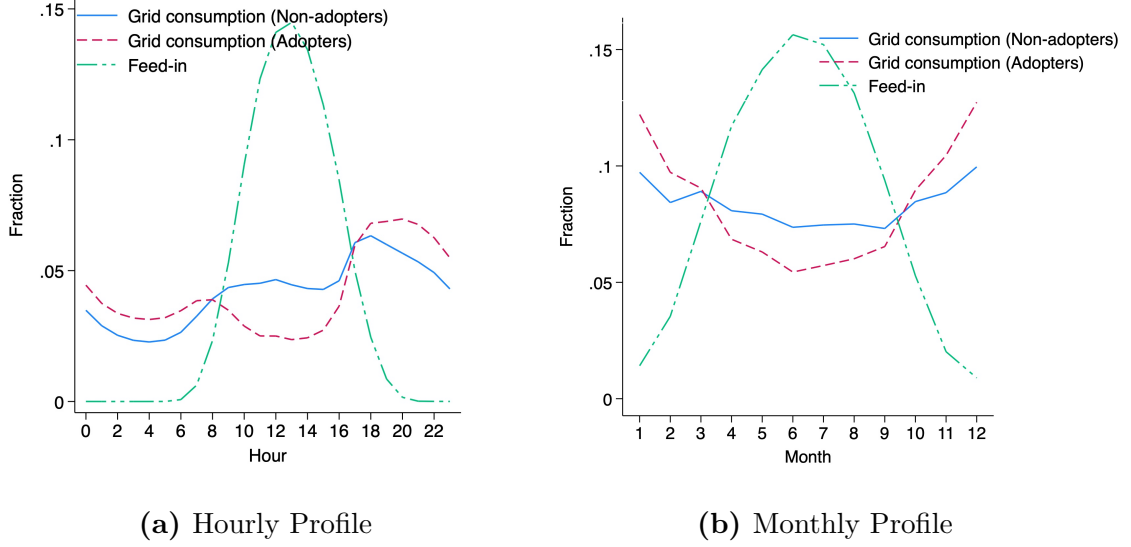 .15
.1
.05
0
Fraction
Grid consumption (Non-adopters)
Grid consumption (Adopters)
Feed-in
0 2 4 6 8 10 12 14 16 18 20 22
Hour
(a) Hourly Profile
.15
.1
.05
0
Fraction
Grid consumption (Non-adopters)
Grid consumption (Adopters)
Feed-in
1 2 3 4 5 6 7 8 9 10 11 12
Month
(b) Monthly Profile